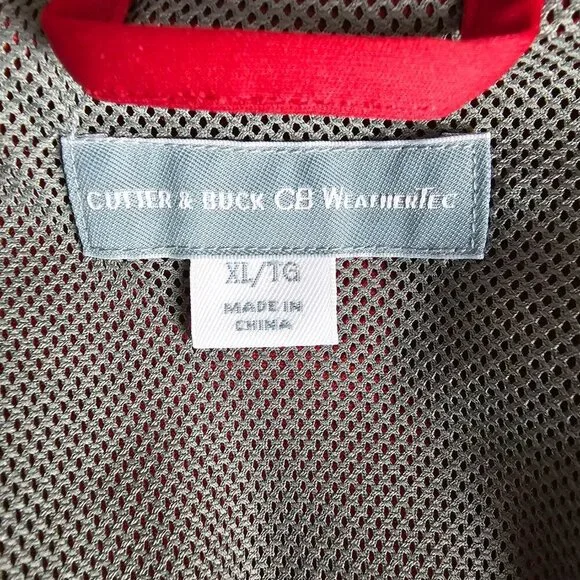 CUTTER & BUCK CB WEATHERTEC
XL/TG
MADE IN
CHINA